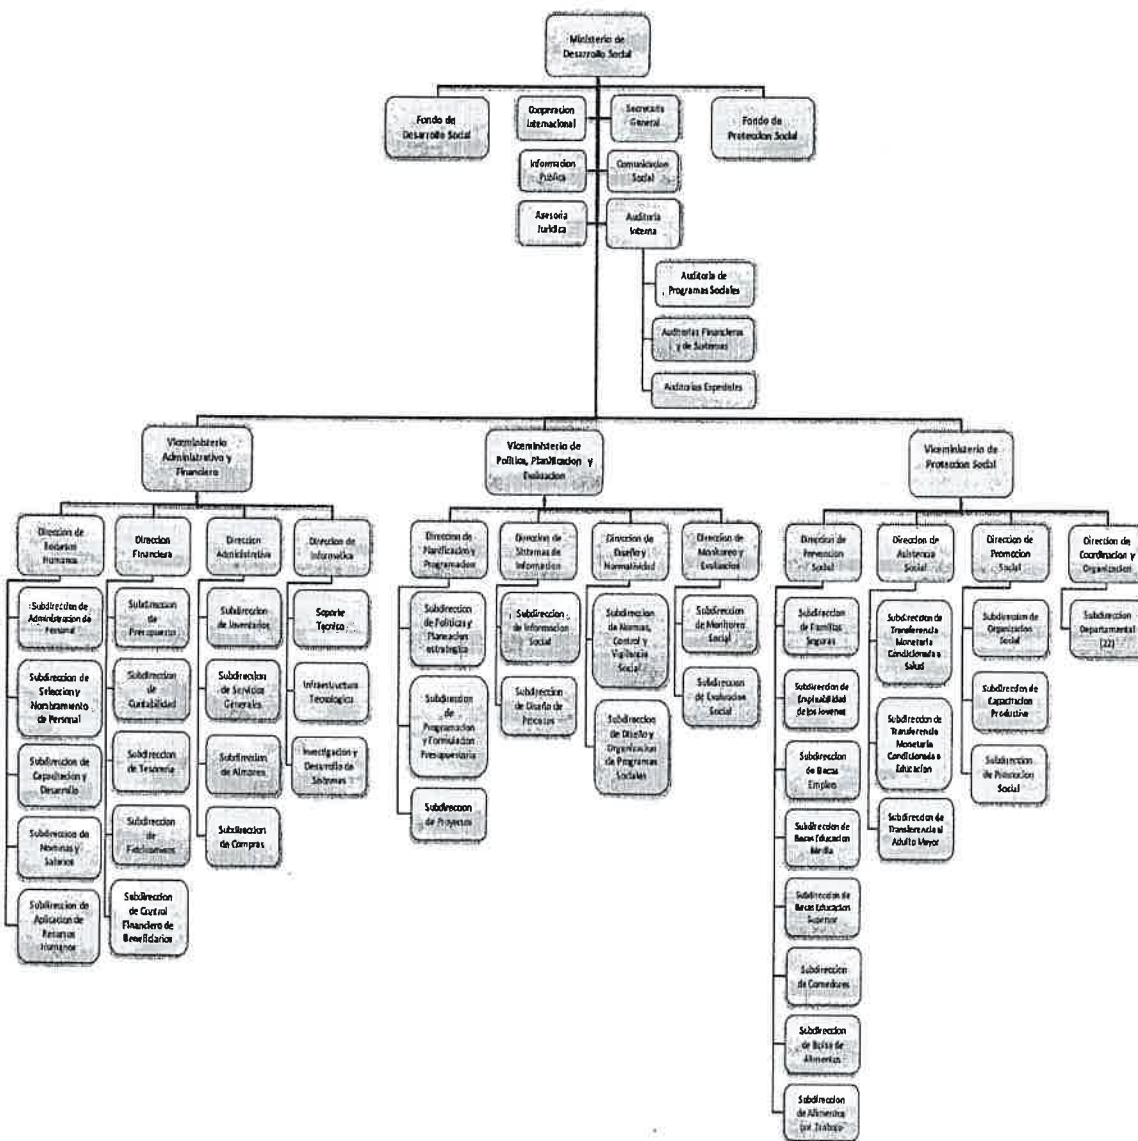 Ministerio de
Desarrollo Social
Fondo de
Desarrollo Social
Cooperacion
Internacional
Secretaria
General
Fondo de
Proteccion Social
Informacion
Publica
Comunicacion
Social
Asesoria
Juridica
Auditoria
Interna
Auditoria de
Programas Sociales
Auditorias Financieras
y de Sistemas
Auditorias Especiales
Viceministerio
Administrativo y
Financiero
Viceministerio de
Politica, Planificacion y
Evaluacion
Viceministerio de
Proteccion Social
Direccion de
Recursos
Humanos
Direccion
Financiera
Direccion
Administrativa
Direccion de
Informatica
Direccion de
Planificacion y
Programacion
Direccion de
Sistemas de
Informacion
Direccion de
Diseño y
Normatividad
Direccion de
Monitoreo y
Evaluacion
Direccion de
Prevencion
Social
Direccion de
Asistencia
Social
Direccion de
Promocion
Social
Direccion de
Coordinacion y
Organizacion
Subdireccion de
Administracion de
Personal
Subdireccion de
Seleccion y
Nombramiento
de Personal
Subdireccion de
Capacitacion y
Desarrollo
Subdireccion de
Nominas y
Salarios
Subdireccion de
Aplicacion de
Recursos
Humanos
Subdireccion
de
Presupuesto
Subdireccion
de
Contabilidad
Subdireccion
de Tesoreria
Subdireccion
de
Fideicomisos
Subdireccion
de Control
Financiero de
Beneficiarios
Subdireccion
de Inventarios
Subdireccion
de Servicios
Generales
Subdireccion
de Almacen
Subdireccion
de Compras
Soporte
Tecnico
Infraestructura
Tecnologica
Investigacion y
Desarrollo de
Sistemas
Subdireccion
de Politicas y
Planeacion
estrategica
Subdireccion
de
Programacion
y Formulacion
Presupuestaria
Subdireccion
de Proyectos
Subdireccion
de Informacion
Social
Subdireccion
de Diseño de
Procesos
Subdireccion
de Normas,
Control y
Vigilancia
Social
Subdireccion
de Diseño y
Organizacion
de Programas
Sociales
Subdireccion
de Monitoreo
Social
Subdireccion
de Evaluacion
Social
Subdireccion
de Familias
Seguras
Subdireccion de
Empleabilidad
de los Jovenes
Subdireccion
de Becas
Empleo
Subdireccion de
Becas Educacion
Media
Subdireccion de
Becas Educacion
Superior
Subdireccion
de Comedores
Subdireccion
de Bolsa de
Alimentos
Subdireccion
de Alimentos
por Trabajo
Subdireccion
de Transferencia
Monetaria
Condicionada a
Salud
Subdireccion de
Transferencia
Monetaria
Condicionada a
Educacion
Subdireccion de
Transferencia al
Adulto Mayor
Subdireccion
de Organizacion
Social
Subdireccion de
Capacitacion
Productiva
Subdireccion
de Promocion
Social
Subdireccion
Departamental
(22)